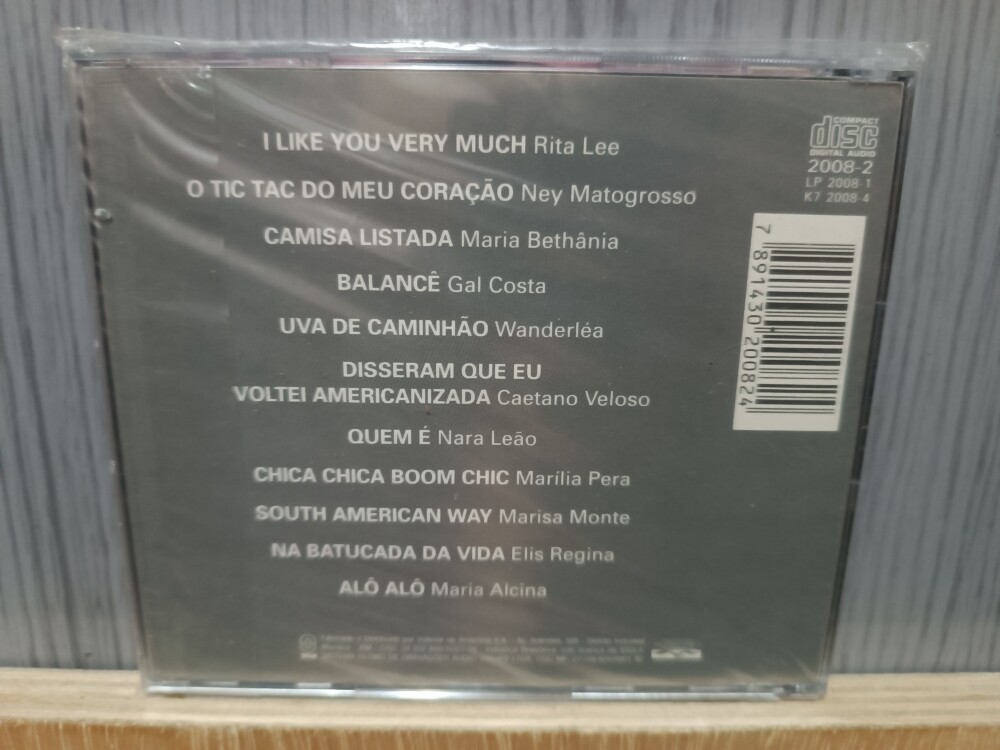 I LIKE YOU VERY MUCH Rita Lee
O TIC TAC DO MEU CORAÇÃO Ney Matogrosso
CAMISA LISTADA Maria Bethânia
BALANCÊ Gal Costa
UVA DE CAMINHÃO Wanderléa
DISSERAM QUE EU
VOLTEI AMERICANIZADA Caetano Veloso
QUEM É Nara Leão
CHICA CHICA BOOM CHIC Marília Pera
SOUTH AMERICAN WAY Marisa Monte
NA BATUCADA DA VIDA Elis Regina
ALÔ ALÔ Maria Alcina
COMPACT
disc
DIGITAL AUDIO
2008-2
LP 2008-1
K7 2008-4
7 891430 200824